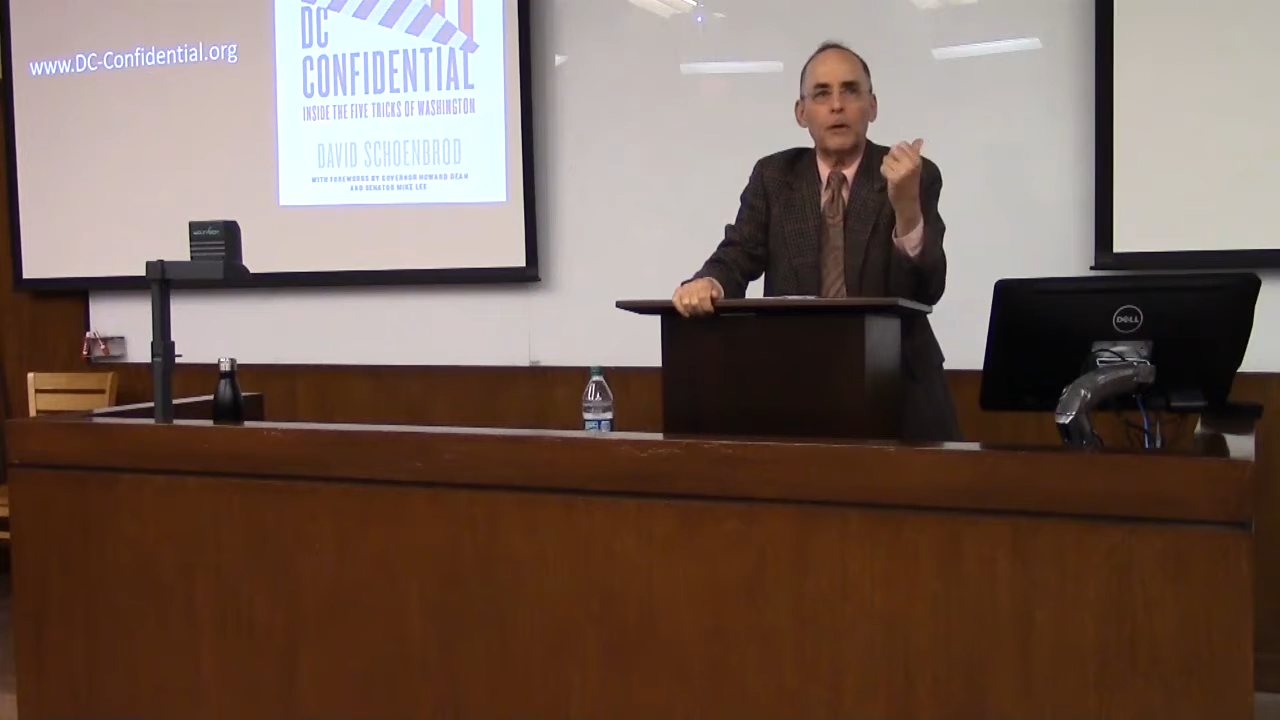 www.DC-Confidential.org
DC
CONFIDENTIAL
INSIDE THE FIVE TRICKS OF WASHINGTON
DAVID SCHOENBROD
WITH FOREWORDS BY GOVERNOR HOWARD DEAN
AND SENATOR MIKE LEE
DELL